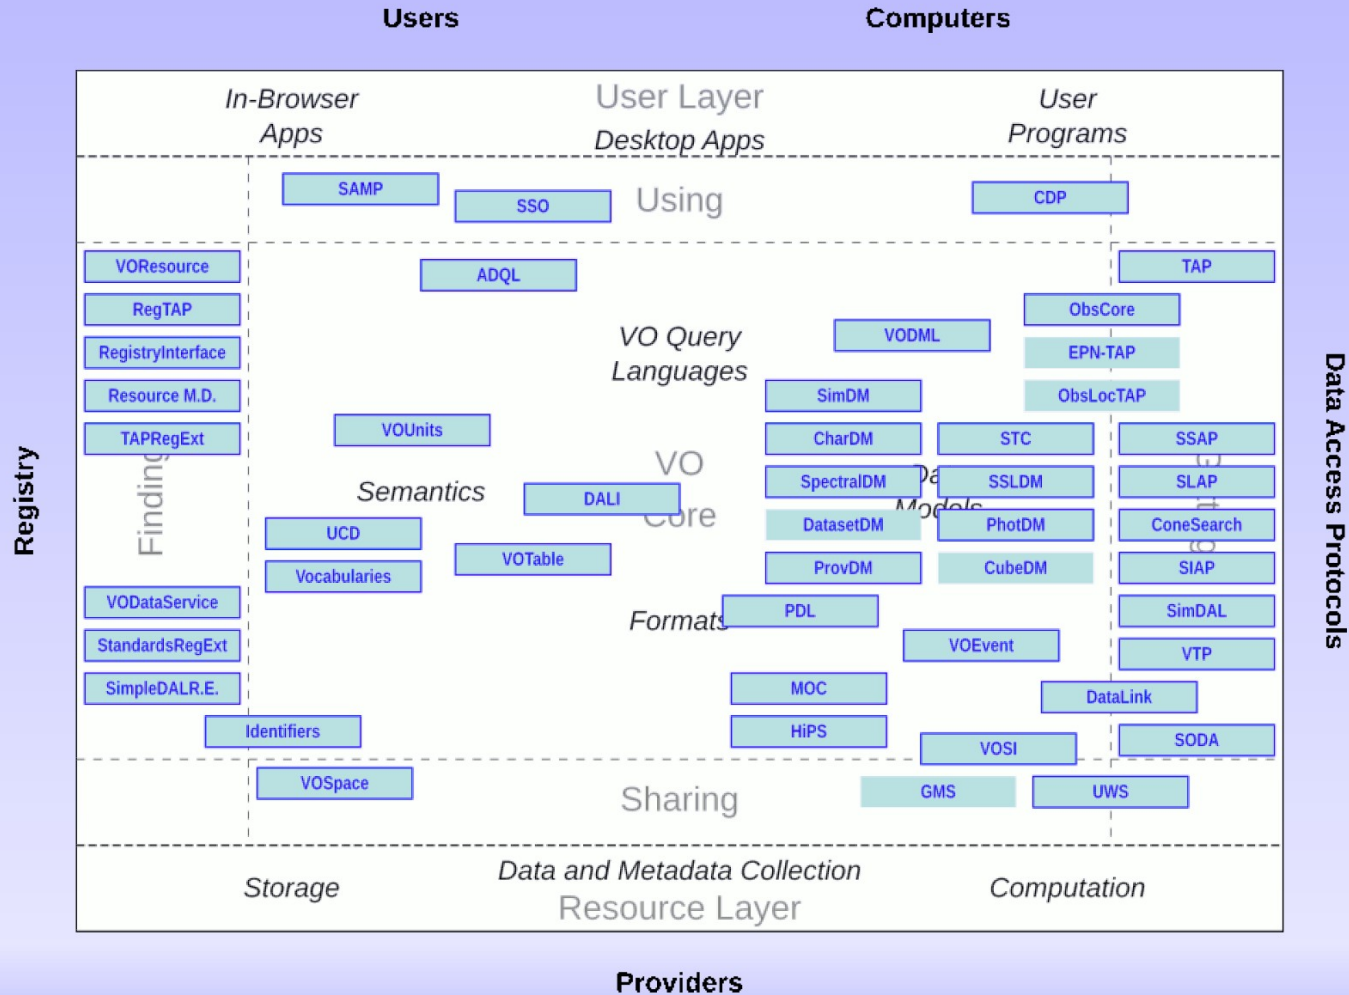 Users
Computers
In-Browser
Apps
User Layer
Desktop Apps
User
Programs
SAMP
SSO
Using
CDP
VOResource
RegTAP
RegistryInterface
Resource M.D.
TAPRegExt
Finding
VODataService
StandardsRegExt
SimpleDALR.E.
Identifiers
ADQL
VO Query
Languages
VODML
VOUnits
Semantics
DALI
UCD
Vocabularies
VOTable
VO
Core
Formats
SimDM
CharDM
SpectralDM
DatasetDM
ProvDM
STC
SSLDM
PhotDM
CubeDM
Models
PDL
VOEvent
MOC
HiPS
VOSI
TAP
ObsCore
EPN-TAP
ObsLocTAP
SSAP
SLAP
ConeSearch
SIAP
SimDAL
VTP
DataLink
SODA
VOSpace
Sharing
GMS
UWS
Storage
Data and Metadata Collection
Resource Layer
Computation
Registry
Data Access Protocols
Providers